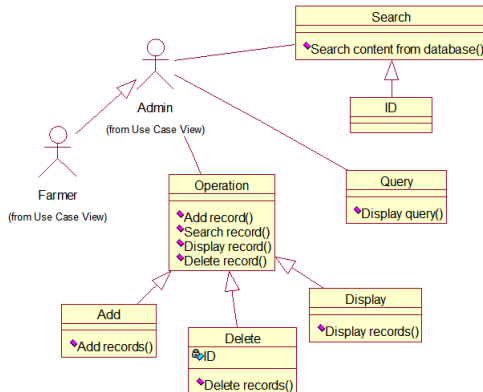 Search
Search content from database()
Admin
(from Use Case View)
ID
Farmer
(from Use Case View)
Operation
Add record()
Search record()
Display record()
Delete record()
Query
Display query()
Add
Add records()
Delete
ID
Delete records()
Display
Display records()